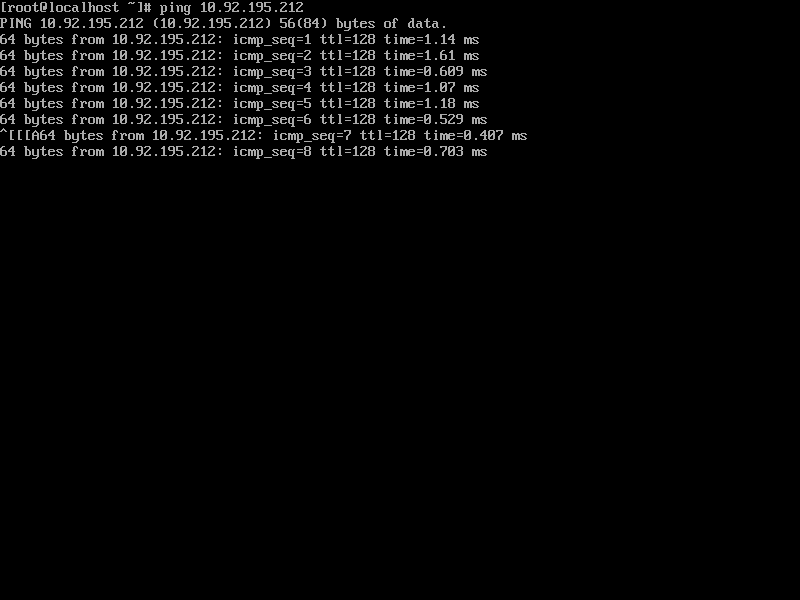 [root@localhost ~]# ping 10.92.195.212
PING 10.92.195.212 (10.92.195.212) 56(84) bytes of data.
64 bytes from 10.92.195.212: icmp_seq=1 ttl=128 time=1.14 ms
64 bytes from 10.92.195.212: icmp_seq=2 ttl=128 time=1.61 ms
64 bytes from 10.92.195.212: icmp_seq=3 ttl=128 time=0.609 ms
64 bytes from 10.92.195.212: icmp_seq=4 ttl=128 time=1.07 ms
64 bytes from 10.92.195.212: icmp_seq=5 ttl=128 time=1.18 ms
64 bytes from 10.92.195.212: icmp_seq=6 ttl=128 time=0.529 ms
^[[[A64 bytes from 10.92.195.212: icmp_seq=7 ttl=128 time=0.407 ms
64 bytes from 10.92.195.212: icmp_seq=8 ttl=128 time=0.703 ms